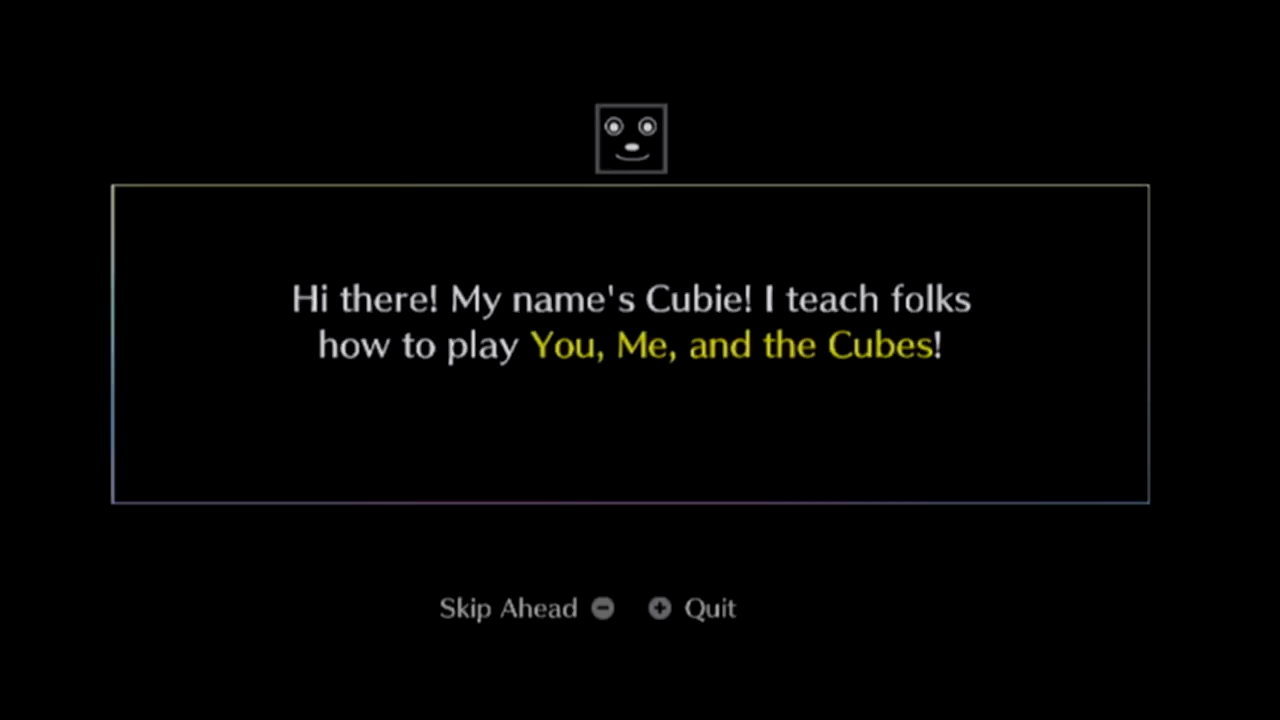 Hi there! My name's Cubie! I teach folks
how to play You, Me, and the Cubes!
Skip Ahead - + Quit